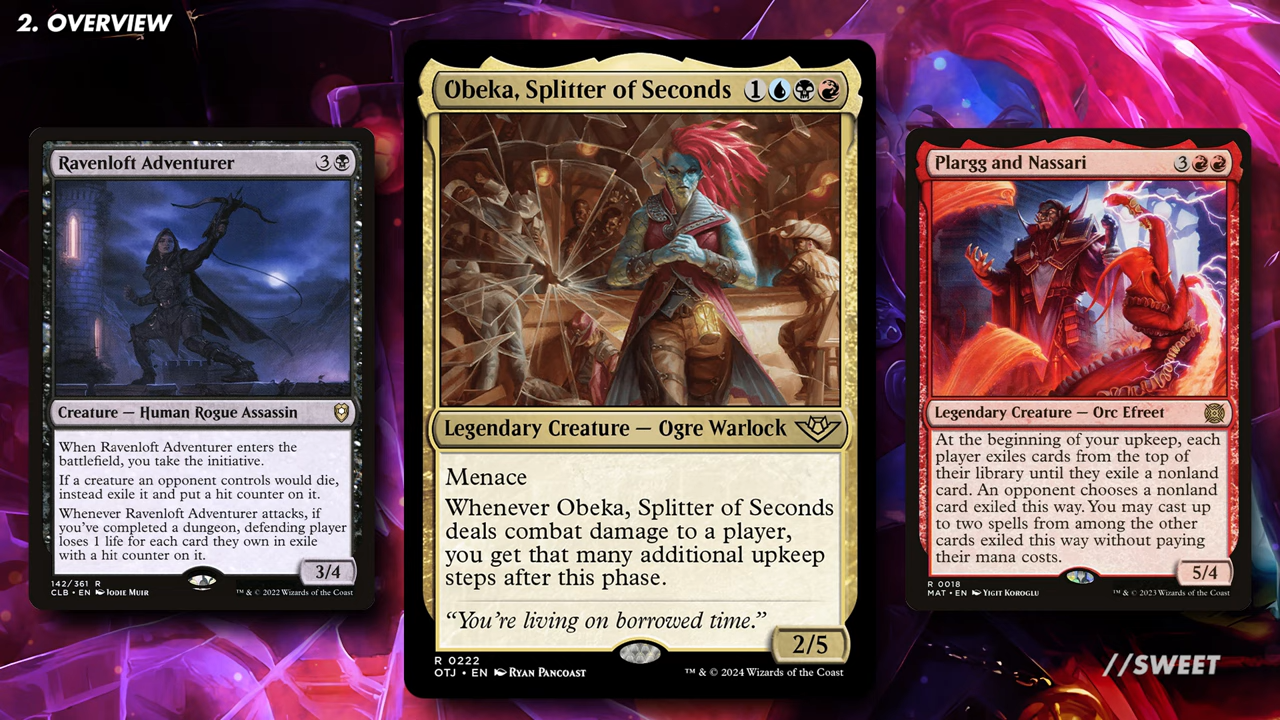 2. OVERVIEW
Ravenloft Adventurer 3
Creature — Human Rogue Assassin
When Ravenloft Adventurer enters the
battlefield, you take the initiative.
If a creature an opponent controls would die,
instead exile it and put a hit counter on it.
Whenever Ravenloft Adventurer attacks, if
you've completed a dungeon, defending player
loses 1 life for each card they own in exile
with a hit counter on it.
3/4
142/361 R
CLB • EN Jodie Muir
™ & © 2022 Wizards of the Coast
Obeka, Splitter of Seconds 1
Legendary Creature — Ogre Warlock
Menace
Whenever Obeka, Splitter of Seconds
deals combat damage to a player,
you get that many additional upkeep
steps after this phase.
“You're living on borrowed time.”
2/5
R 0222
OTJ • EN Ryan Pancoast
™ & © 2024 Wizards of the Coast
Plargg and Nassari 3
Legendary Creature — Orc Efreet
At the beginning of your upkeep, each
player exiles cards from the top of
their library until they exile a nonland
card. An opponent chooses a nonland
card exiled this way. You may cast up
to two spells from among the other
cards exiled this way without paying
their mana costs.
5/4
R 0018
MAT • EN Yigit Koroglu
™ & © 2023 Wizards of the Coast
//SWEET